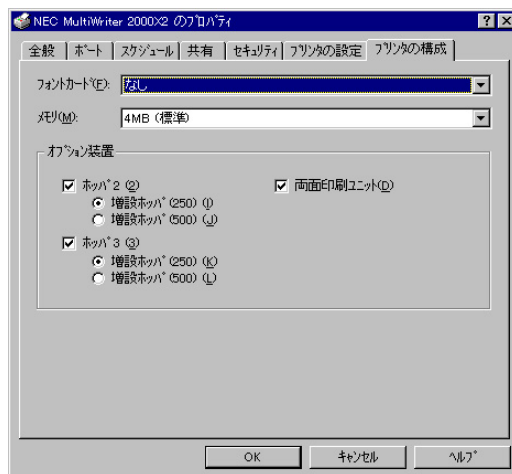 NEC MultiWriter 2000X2 のﾌﾟﾛﾊﾟﾃｨ
全般 ﾎﾟｰﾄ ｽｹｼﾞｭｰﾙ 共有 ｾｷｭﾘﾃｨ ﾌﾟﾘﾝﾀの設定 ﾌﾟﾘﾝﾀの構成
ﾌｫﾝﾄｶｰﾄﾞ(F): なし
ﾒﾓﾘ(M): 4MB (標準)
ｵﾌﾟｼｮﾝ装置
ﾎｯﾊﾟ2 (2) 両面印刷ﾕﾆｯﾄ(D)
増設ﾎｯﾊﾟ(250) (I)
増設ﾎｯﾊﾟ(500) (J)
ﾎｯﾊﾟ3 (3)
増設ﾎｯﾊﾟ(250) (K)
増設ﾎｯﾊﾟ(500) (L)
OK ｷｬﾝｾﾙ ﾍﾙﾌﾟ